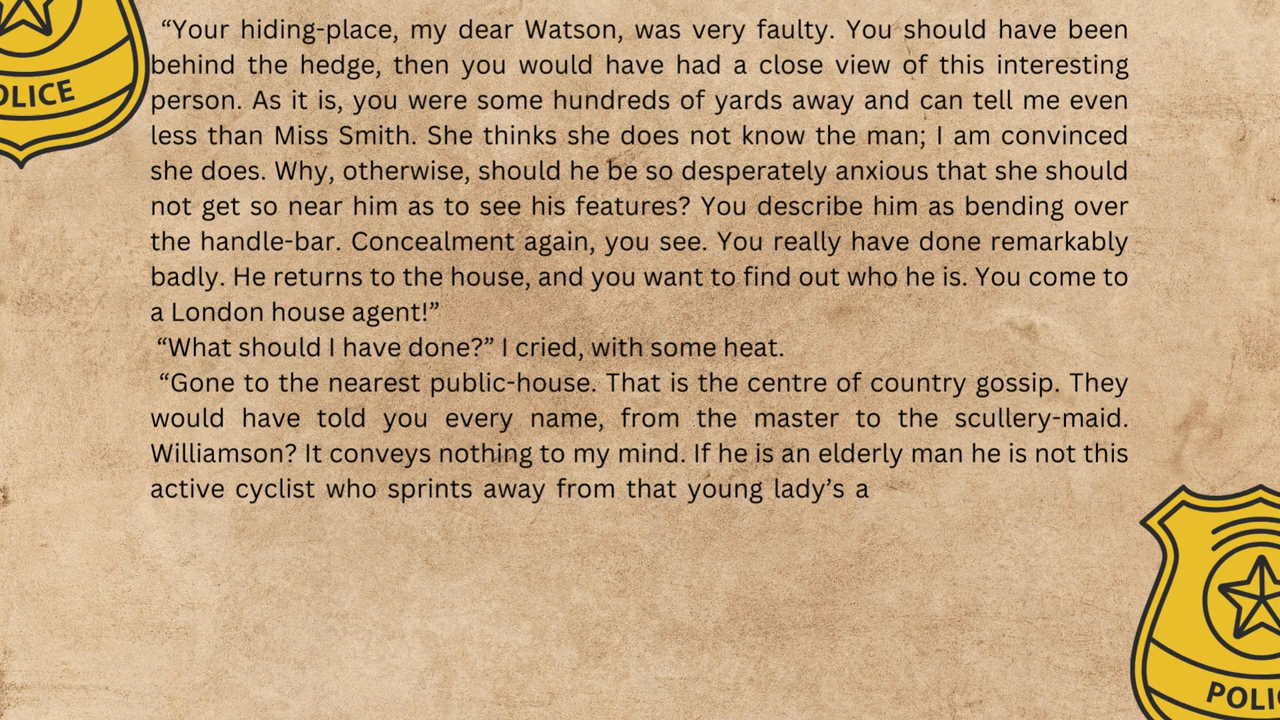 OLICE
“Your hiding-place, my dear Watson, was very faulty. You should have been
behind the hedge, then you would have had a close view of this interesting
person. As it is, you were some hundreds of yards away and can tell me even
less than Miss Smith. She thinks she does not know the man; I am convinced
she does. Why, otherwise, should he be so desperately anxious that she should
not get so near him as to see his features? You describe him as bending over
the handle-bar. Concealment again, you see. You really have done remarkably
badly. He returns to the house, and you want to find out who he is. You come to
a London house agent!”
“What should I have done?” I cried, with some heat.
“Gone to the nearest public-house. That is the centre of country gossip. They
would have told you every name, from the master to the scullery-maid.
Williamson? It conveys nothing to my mind. If he is an elderly man he is not this
active cyclist who sprints away from that young lady’s a
POLIC